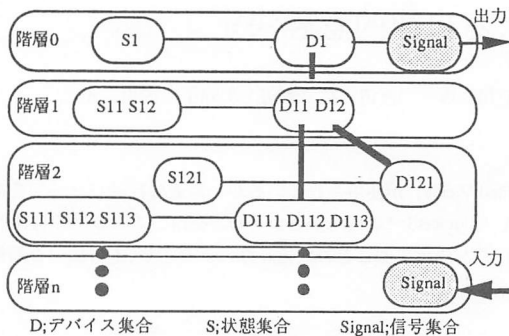 出力
階層0
S1
D1
Signal
階層1
S11 S12
D11 D12
階層2
S121
D121
S111 S112 S113
D111 D112 D113
入力
階層n
Signal
D;デバイス集合
S;状態集合
Signal;信号集合